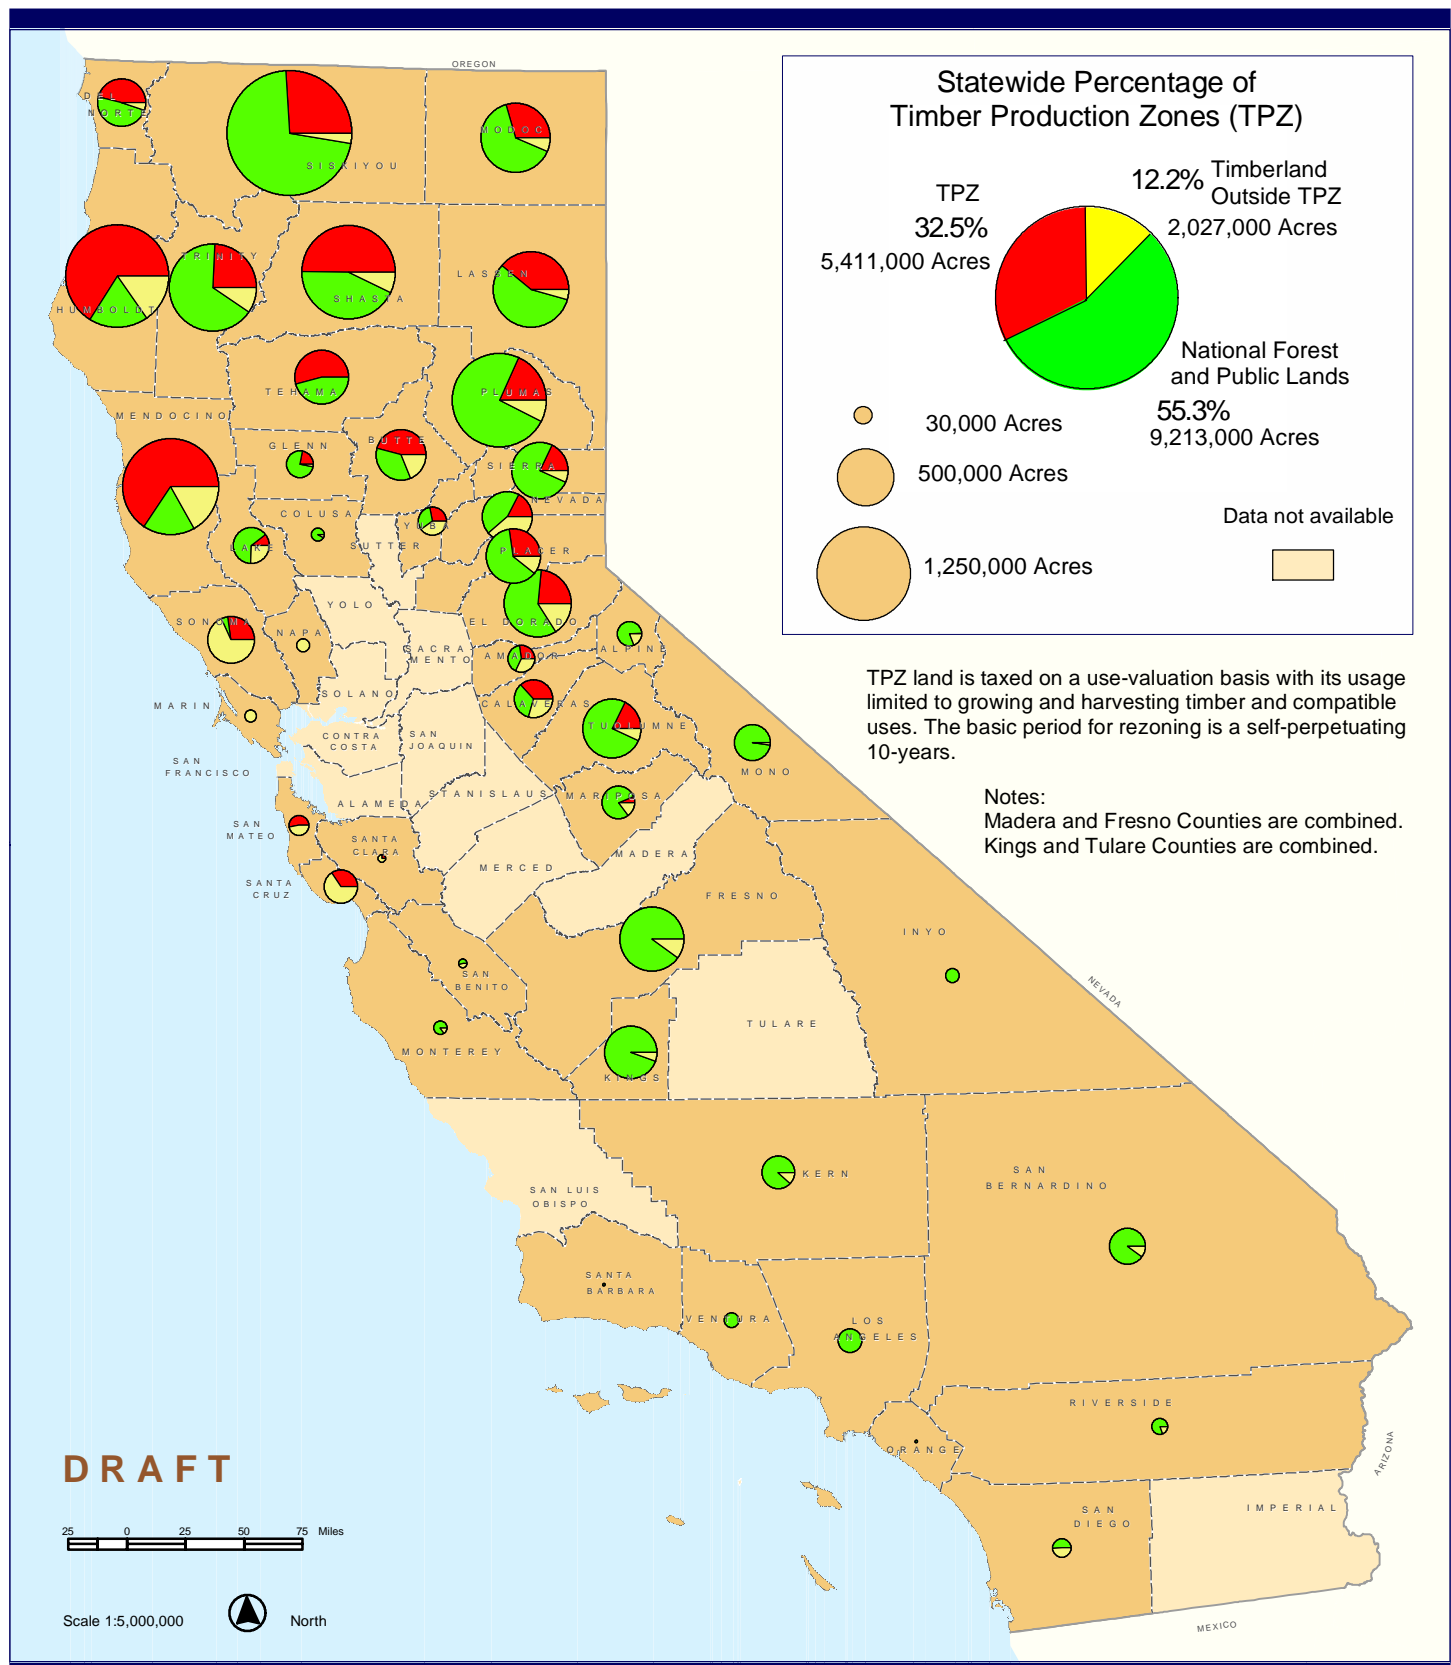 OREGON
Statewide Percentage of
Timber Production Zones (TPZ)
TPZ
32.5%
5,411,000 Acres
12.2% Timberland
Outside TPZ
2,027,000 Acres
National Forest
and Public Lands
55.3%
9,213,000 Acres
30,000 Acres
500,000 Acres
1,250,000 Acres
Data not available
TPZ land is taxed on a use-valuation basis with its usage
limited to growing and harvesting timber and compatible
uses. The basic period for rezoning is a self-perpetuating
10-years.
Notes:
Madera and Fresno Counties are combined.
Kings and Tulare Counties are combined.
DEL
NORTE
SISKIYOU
MODOC
HUMBOLDT
TRINITY
SHASTA
LASSEN
TEHAMA
PLUMAS
MENDOCINO
GLENN
BUTTE
SIERRA
NEVADA
COLUSA
YUBA
SUTTER
LAKE
PLACER
YOLO
EL DORADO
SONOMA
NAPA
SACRA
MENTO
AMADOR
ALPINE
SOLANO
CALAVERAS
MARIN
CONTRA
COSTA
SAN
JOAQUIN
TUOLUMNE
SAN
FRANCISCO
MONO
ALAMEDA
STANISLAUS
MARIPOSA
SAN
MATEO
SANTA
CLARA
MERCED
MADERA
SANTA
CRUZ
FRESNO
SAN
BENITO
INYO
NEVADA
MONTEREY
TULARE
KINGS
SAN LUIS
OBISPO
KERN
SAN
BERNARDINO
SANTA
BARBARA
VENTURA
LOS
ANGELES
RIVERSIDE
ORANGE
ARIZONA
SAN
DIEGO
IMPERIAL
MEXICO
DRAFT
25 0 25 50 75 Miles
Scale 1:5,000,000
North